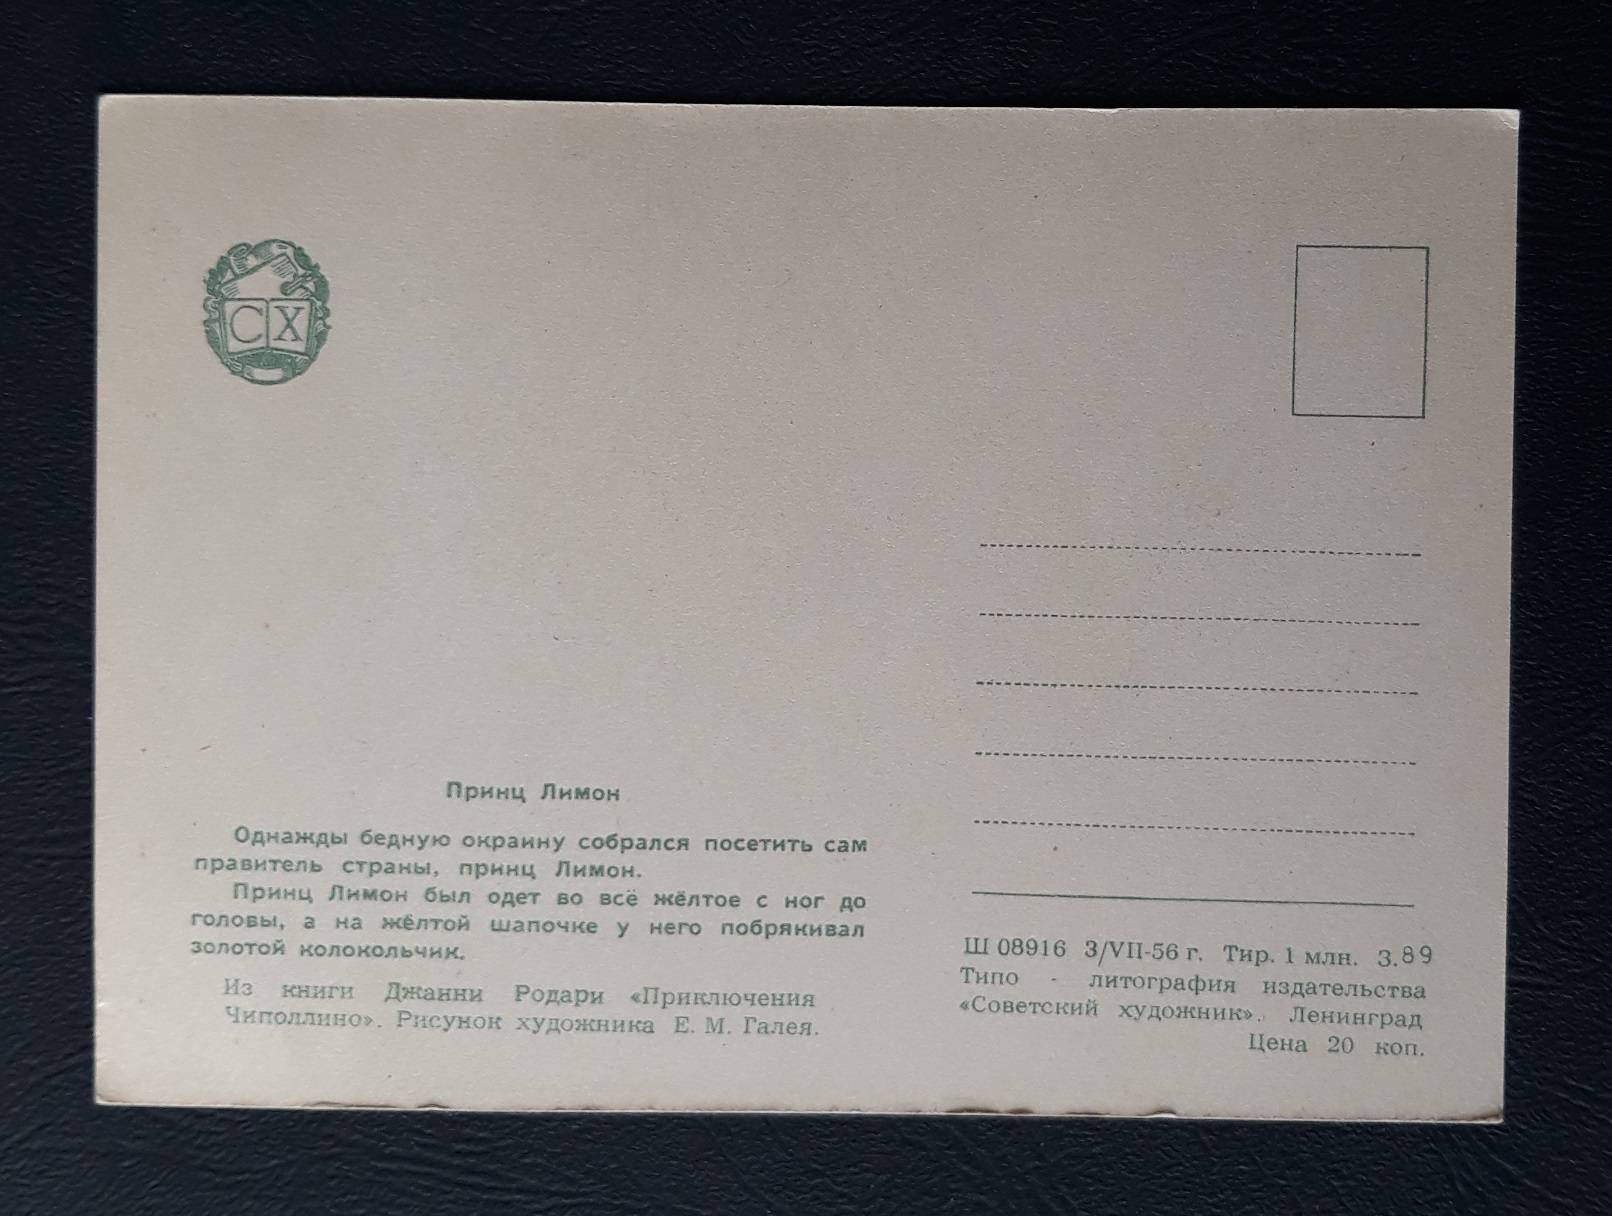 СХ
Принц Лимон
Однажды бедную окраину собрался посетить сам
правитель страны, принц Лимон.
Принц Лимон был одет во всё жёлтое с ног до
головы, а на жёлтой шапочке у него побрякивал
золотой колокольчик.
Из книги Джанни Родари «Приключения
Чиполлино». Рисунок художника Е. М. Галея.
Ш 08916 3/VII-56 г. Тир. 1 млн. З.89
Типо - литография издательства
«Советский художник», Ленинград
Цена 20 коп.